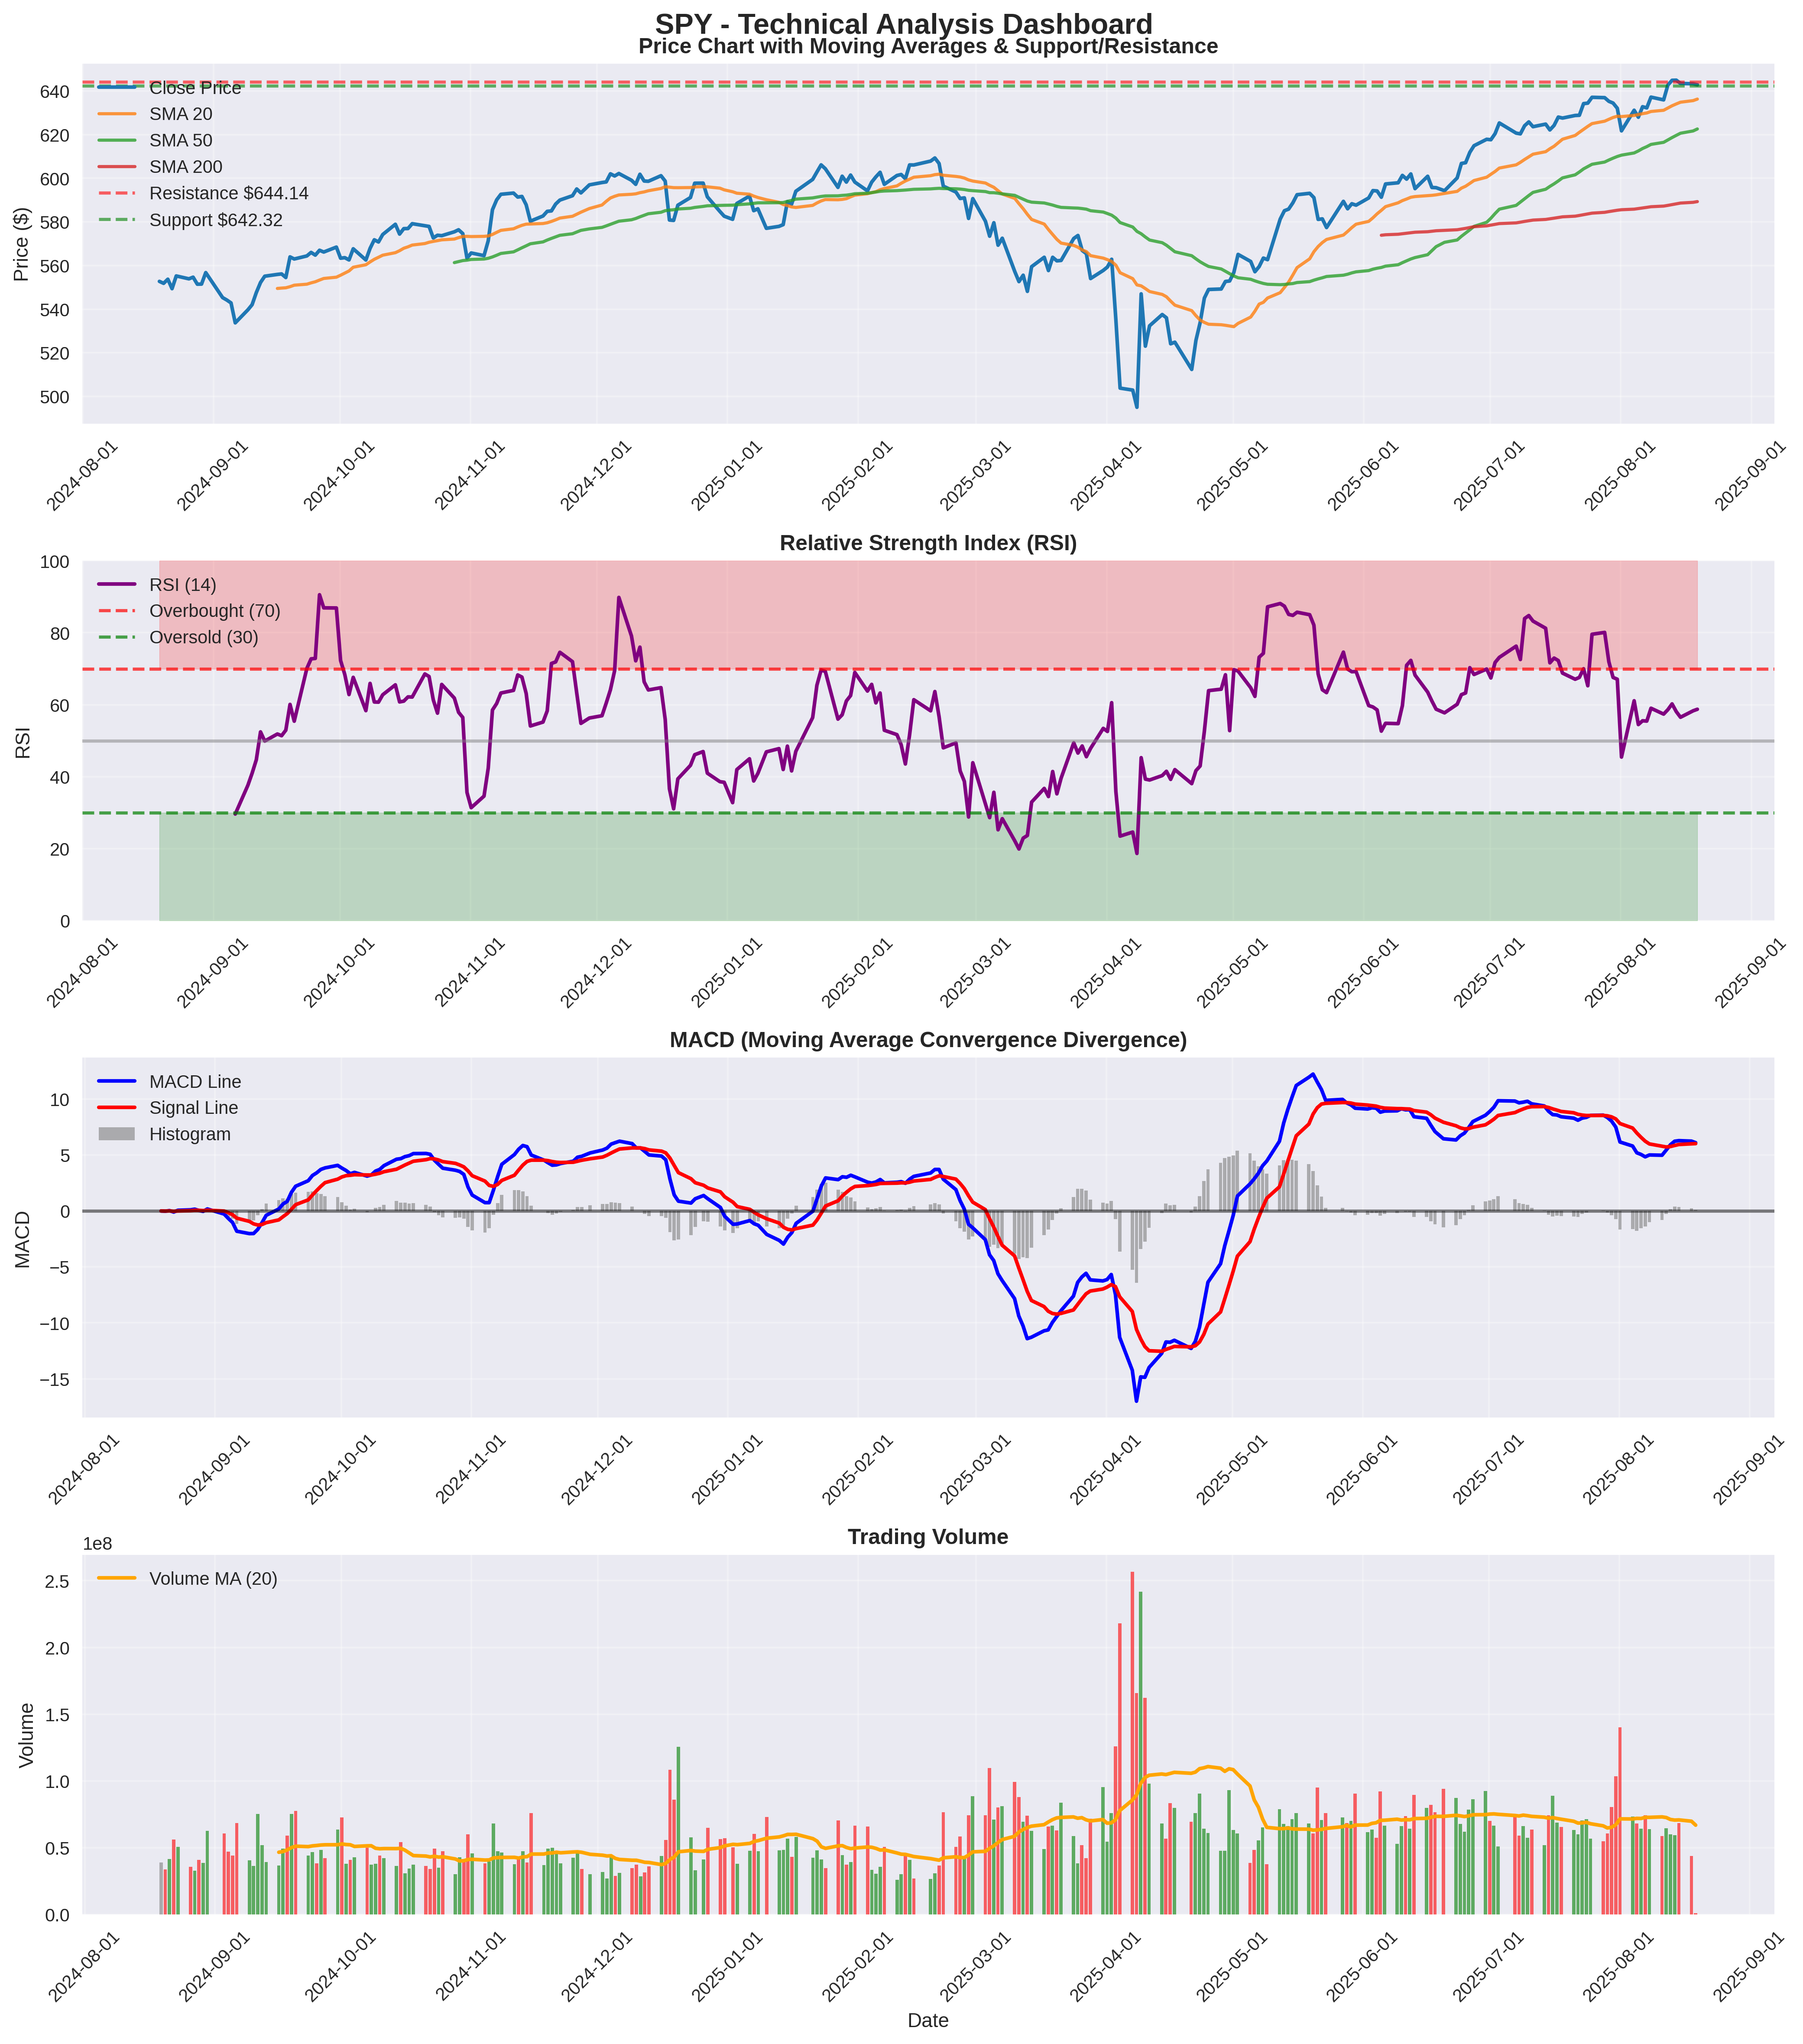 SPY - Technical Analysis Dashboard
Price Chart with Moving Averages & Support/Resistance
Price ($)
640
620
600
580
560
540
520
500
Close Price
SMA 20
SMA 50
SMA 200
Resistance $644.14
Support $642.32
2024-08-01 2024-09-01 2024-10-01 2024-11-01 2024-12-01 2025-01-01 2025-02-01 2025-03-01 2025-04-01 2025-05-01 2025-06-01 2025-07-01 2025-08-01 2025-09-01
Relative Strength Index (RSI)
RSI
100
80
60
40
20
0
RSI (14)
Overbought (70)
Oversold (30)
2024-08-01 2024-09-01 2024-10-01 2024-11-01 2024-12-01 2025-01-01 2025-02-01 2025-03-01 2025-04-01 2025-05-01 2025-06-01 2025-07-01 2025-08-01 2025-09-01
MACD (Moving Average Convergence Divergence)
MACD
10
5
0
−5
−10
−15
MACD Line
Signal Line
Histogram
2024-08-01 2024-09-01 2024-10-01 2024-11-01 2024-12-01 2025-01-01 2025-02-01 2025-03-01 2025-04-01 2025-05-01 2025-06-01 2025-07-01 2025-08-01 2025-09-01
Trading Volume
1e8
Volume
2.5
2.0
1.5
1.0
0.5
0.0
Volume MA (20)
2024-08-01 2024-09-01 2024-10-01 2024-11-01 2024-12-01 2025-01-01 2025-02-01 2025-03-01 2025-04-01 2025-05-01 2025-06-01 2025-07-01 2025-08-01 2025-09-01
Date